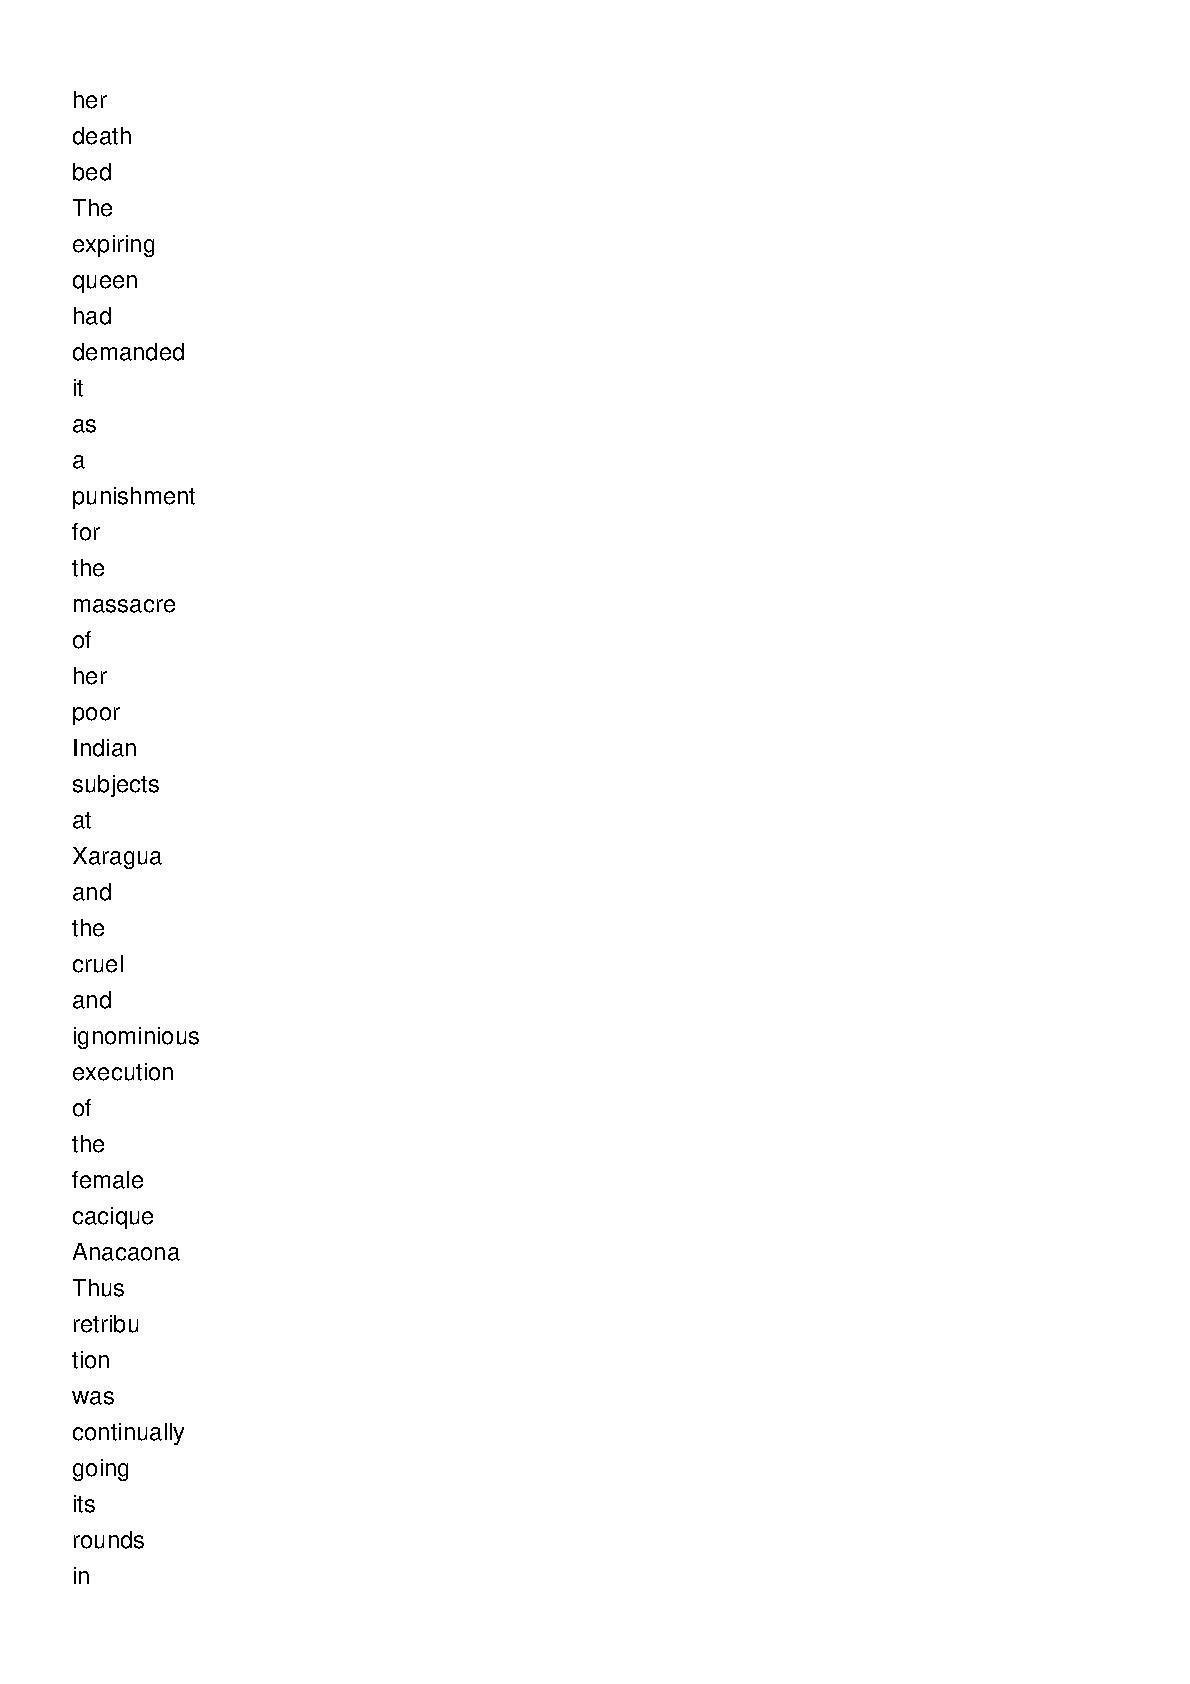 her
death
bed
The
expiring
queen
had
demanded
it
as
a
punishment
for
the
massacre
of
her
poor
Indian
subjects
at
Xaragua
and
the
cruel
and
ignominious
execution
of
the
female
cacique
Anacaona
Thus
retribu
tion
was
continually
going
its
rounds
in